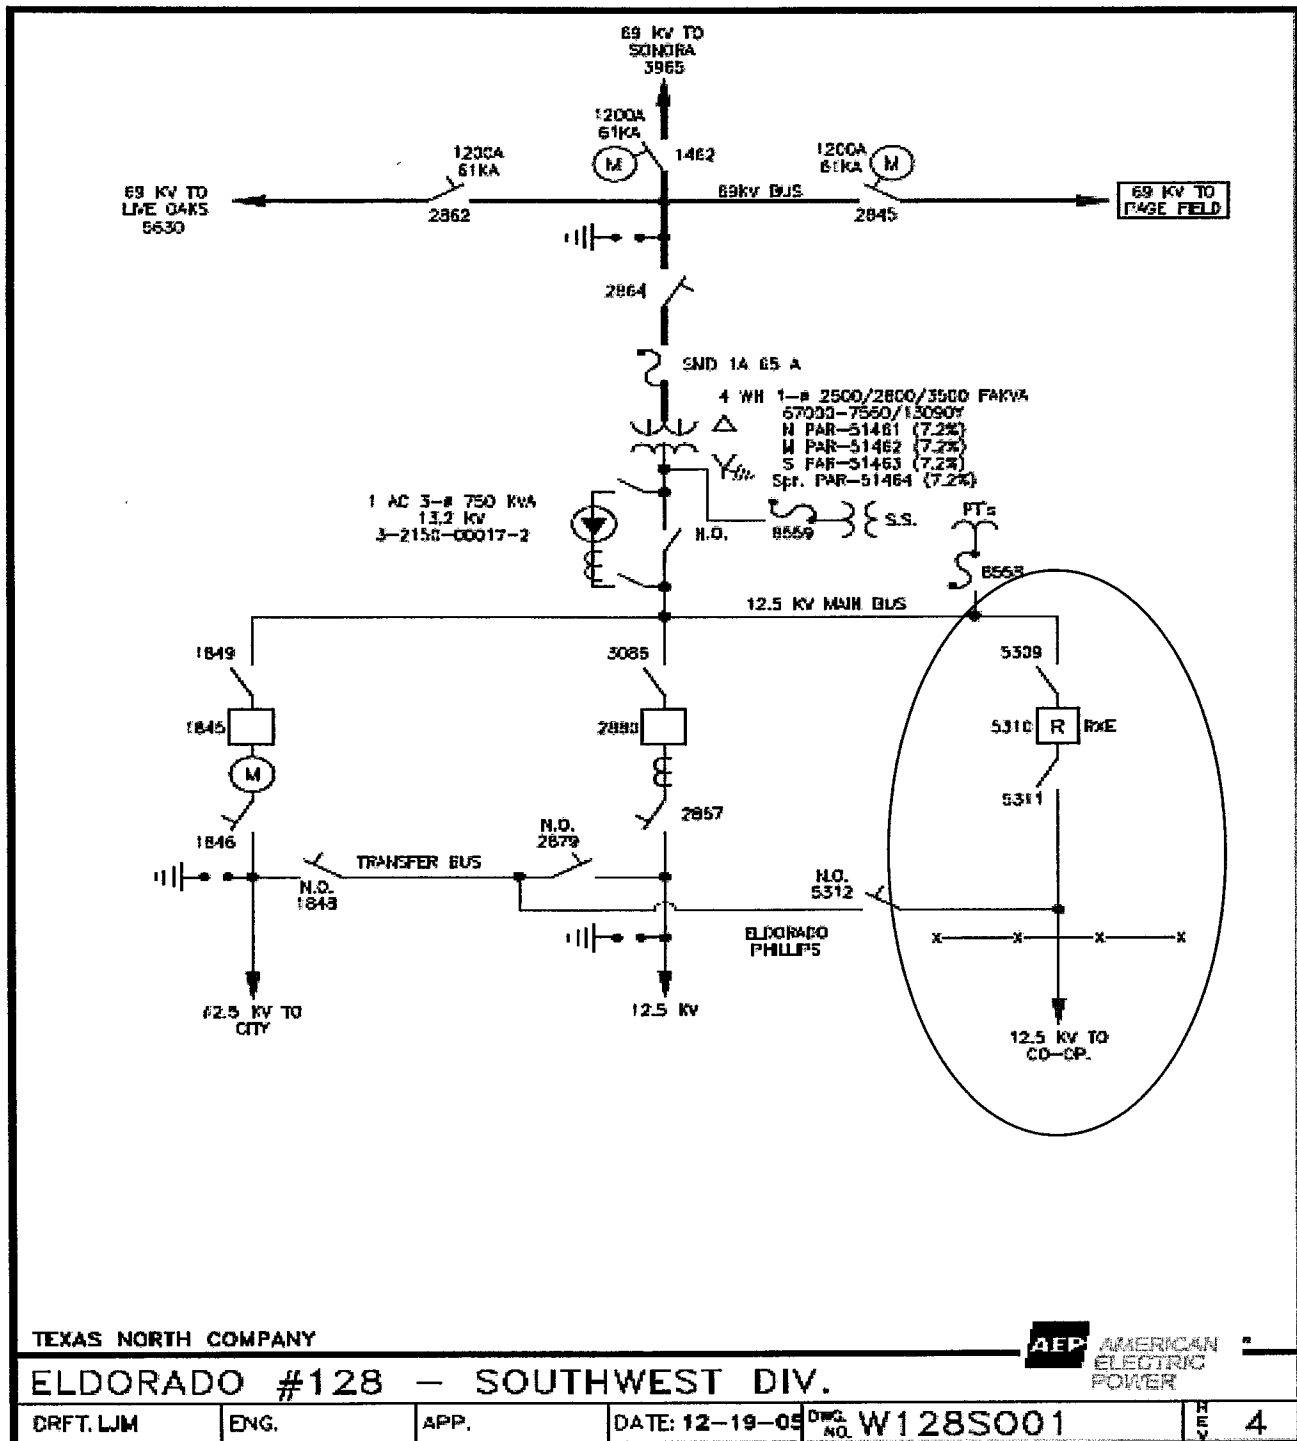 69 KV TO
SONORA
3965
1200A
61KA
M
1462
1200A
61KA
1200A
61KA
M
69 KV TO
LIVE OAKS
5630
2862
69KV BUS
2845
69 KV TO
PAGE FIELD
2864
SMD 1A 65 A
4 WH 1-ø 2500/2800/3500 FAKVA
67000-7560/13090Y
N PAR-51461 (7.2%)
M PAR-51462 (7.2%)
S PAR-51463 (7.2%)
Spr. PAR-51464 (7.2%)
1 AC 3-ø 750 KVA
13.2 KV
3-2150-00017-2
N.O.
8559
S.S.
PT's
8558
12.5 KV MAIN BUS
1849
3085
5309
1845
2880
5310
R
RXE
M
1846
2857
5311
N.O.
2879
TRANSFER BUS
N.O.
1848
N.O.
5312
ELDORADO
PHILLIPS
x x x x
12.5 KV TO
CITY
12.5 KV
12.5 KV TO
CO-OP.
TEXAS NORTH COMPANY
AEP AMERICAN
ELECTRIC
POWER
ELDORADO #128 - SOUTHWEST DIV.
DRFT. LJM
ENG.
APP.
DATE: 12-19-05
DWG. NO. W128SO01
REV 4